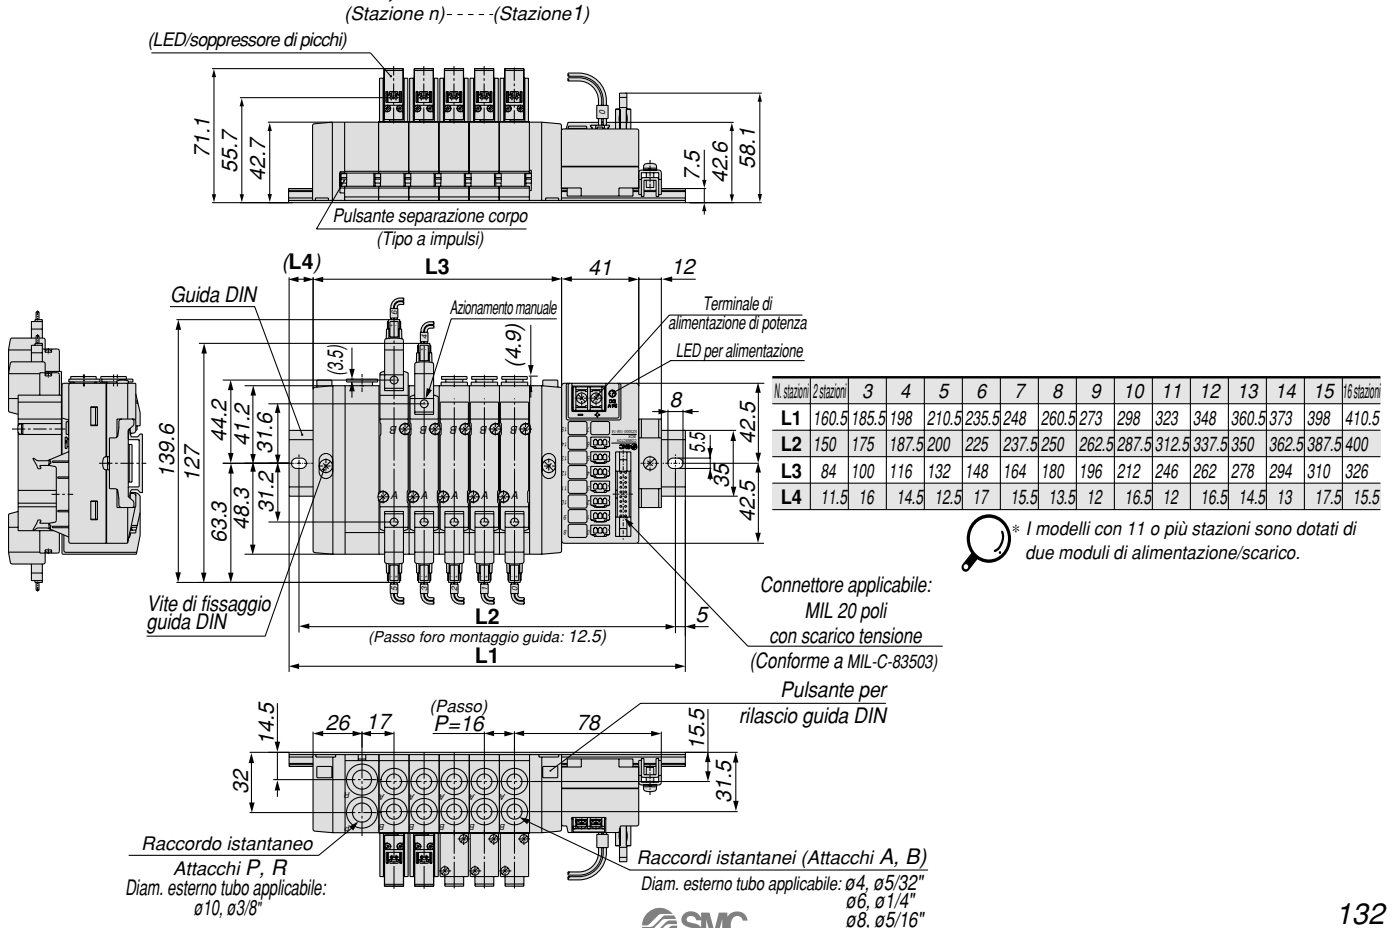 (Stazione n)-----(Stazione1)
(LED/soppressore di picchi)
71.1
55.7
42.7
7.5
42.6
58.1
Pulsante separazione corpo
(Tipo a impulsi)
(L4)
L3
41
12
Guida DIN
Azionamento manuale
Terminale di
alimentazione di potenza
LED per alimentazione
(3.5)
(4.9)
139.6
127
44.2
41.2
31.6
63.3
48.3
31.2
8
5.5
35
42.5
42.5
B B B B B
A A A A A
N. stazioni 2 stazioni 3 4 5 6 7 8 9 10 11 12 13 14 15 16 stazioni
L1 160.5 185.5 198 210.5 235.5 248 260.5 273 298 323 348 360.5 373 398 410.5
L2 150 175 187.5 200 225 237.5 250 262.5 287.5 312.5 337.5 350 362.5 387.5 400
L3 84 100 116 132 148 164 180 196 212 246 262 278 294 310 326
L4 11.5 16 14.5 12.5 17 15.5 13.5 12 16.5 12 16.5 14.5 13 17.5 15.5
* I modelli con 11 o più stazioni sono dotati di
due moduli di alimentazione/scarico.
Vite di fissaggio
guida DIN
L2
5
(Passo foro montaggio guida: 12.5)
L1
Connettore applicabile:
MIL 20 poli
con scarico tensione
(Conforme a MIL-C-83503)
Pulsante per
rilascio guida DIN
14.5
26
17
(Passo)
P=16
78
15.5
32
31.5
Raccordo istantaneo
Attacchi P, R
Diam. esterno tubo applicabile:
ø10, ø3/8"
Raccordi istantanei (Attacchi A, B)
Diam. esterno tubo applicabile: ø4, ø5/32"
ø6, ø1/4"
ø8, ø5/16"
SMC
132